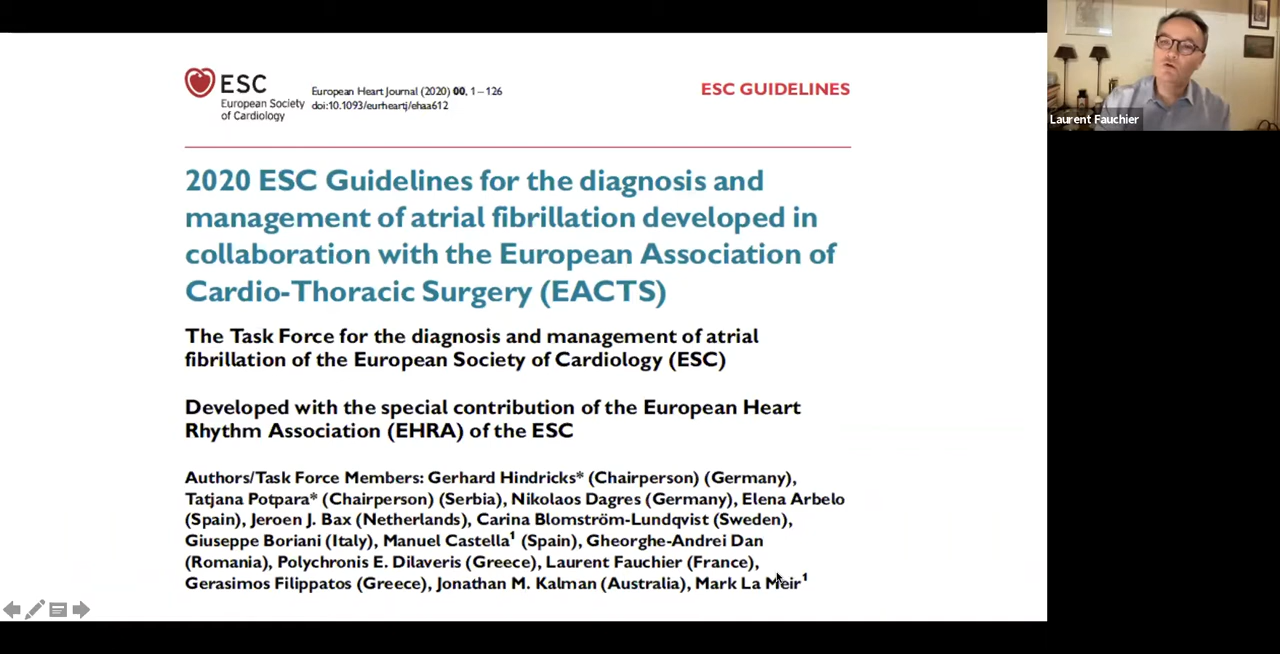 ESC
European Society
of Cardiology
European Heart Journal (2020) 00, 1–126
doi:10.1093/eurheartj/ehaa612
ESC GUIDELINES
2020 ESC Guidelines for the diagnosis and
management of atrial fibrillation developed in
collaboration with the European Association of
Cardio-Thoracic Surgery (EACTS)
The Task Force for the diagnosis and management of atrial
fibrillation of the European Society of Cardiology (ESC)
Developed with the special contribution of the European Heart
Rhythm Association (EHRA) of the ESC
Authors/Task Force Members: Gerhard Hindricks* (Chairperson) (Germany),
Tatjana Potpara* (Chairperson) (Serbia), Nikolaos Dagres (Germany), Elena Arbelo
(Spain), Jeroen J. Bax (Netherlands), Carina Blomström-Lundqvist (Sweden),
Giuseppe Boriani (Italy), Manuel Castella¹ (Spain), Gheorghe-Andrei Dan
(Romania), Polychronis E. Dilaveris (Greece), Laurent Fauchier (France),
Gerasimos Filippatos (Greece), Jonathan M. Kalman (Australia), Mark La Meir¹
Laurent Fauchier